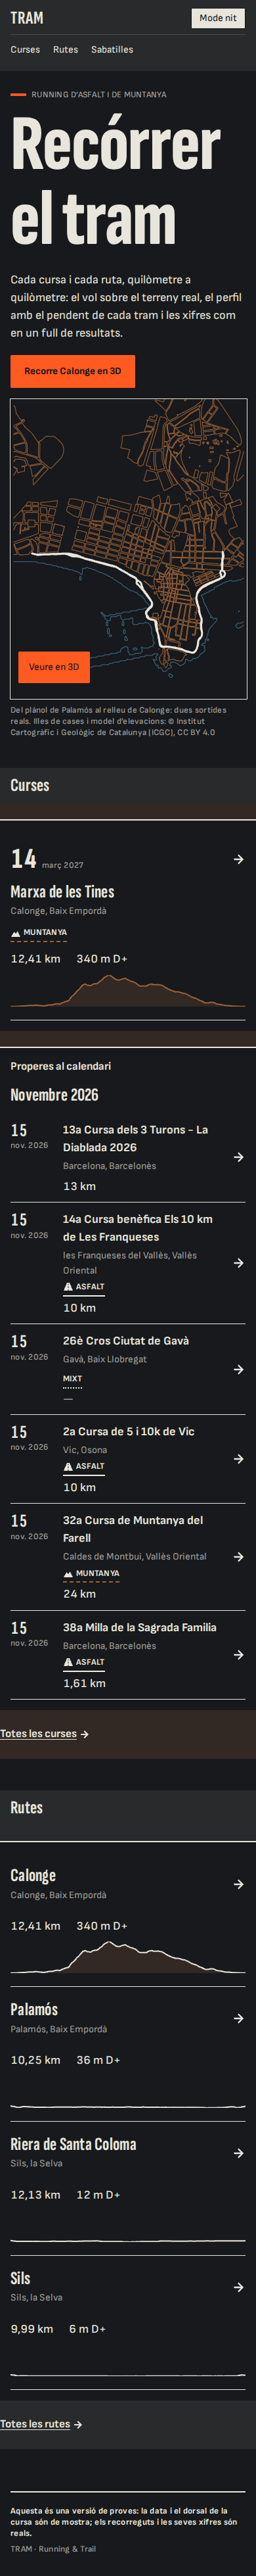 TRAM
Mode nit
Curses Rutes Sabatilles
RUNNING D'ASFALT I DE MUNTANYA
Recórrer
el tram
Cada cursa i cada ruta, quilòmetre a
quilòmetre: el vol sobre el terreny real, el perfil
amb el pendent de cada tram i les xifres com
en un full de resultats.
Recorre Calonge en 3D
Veure en 3D
Del plànol de Palamós al relleu de Calonge: dues sortides
reals. Illes de cases i model d'elevacions: © Institut
Cartogràfic i Geològic de Catalunya (ICGC), CC BY 4.0
Curses
14 març 2027
Marxa de les Tines
Calonge, Baix Empordà
MUNTANYA
12,41 km 340 m D+
Properes al calendari
Novembre 2026
15
nov. 2026
13a Cursa dels 3 Turons - La
Diablada 2026
Barcelona, Barcelonès
13 km
15
nov. 2026
14a Cursa benèfica Els 10 km
de Les Franqueses
les Franqueses del Vallès, Vallès
Oriental
ASFALT
10 km
15
nov. 2026
26è Cros Ciutat de Gavà
Gavà, Baix Llobregat
MIXT
—
15
nov. 2026
2a Cursa de 5 i 10k de Vic
Vic, Osona
ASFALT
10 km
15
nov. 2026
32a Cursa de Muntanya del
Farell
Caldes de Montbui, Vallès Oriental
MUNTANYA
24 km
15
nov. 2026
38a Milla de la Sagrada Familia
Barcelona, Barcelonès
ASFALT
1,61 km
Totes les curses →
Rutes
Calonge
Calonge, Baix Empordà
12,41 km 340 m D+
Palamós
Palamós, Baix Empordà
10,25 km 36 m D+
Riera de Santa Coloma
Sils, la Selva
12,13 km 12 m D+
Sils
Sils, la Selva
9,99 km 6 m D+
Totes les rutes →
Aquesta és una versió de proves: la data i el dorsal de la
cursa són de mostra; els recorreguts i les seves xifres són
reals.
TRAM · Running & Trail